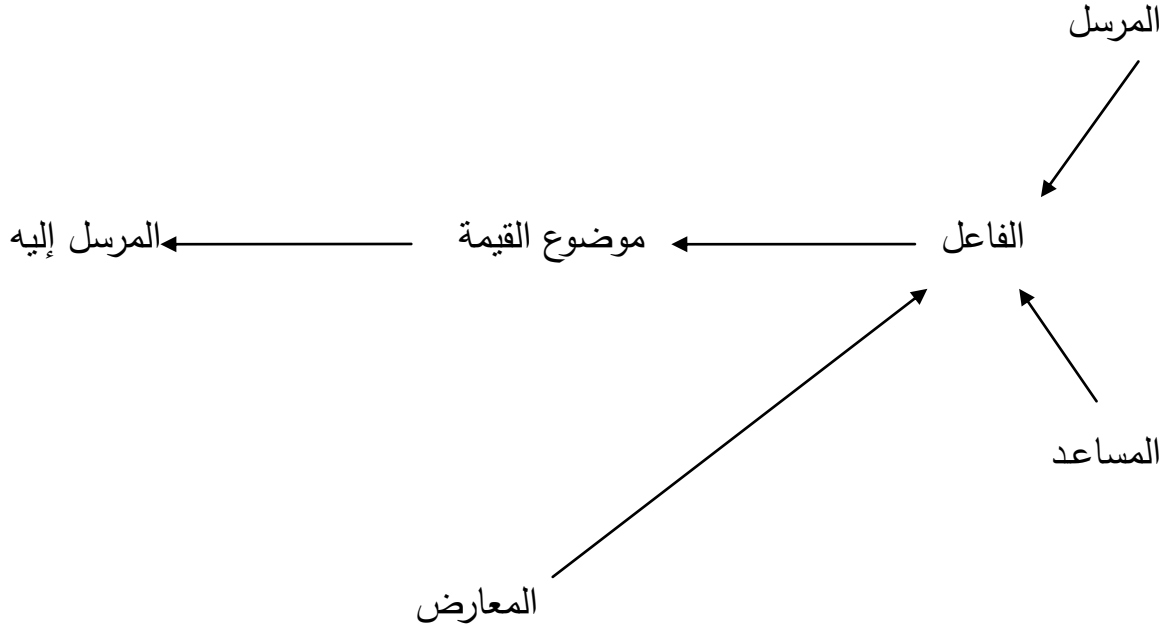 المرسل
الفاعل موضوع القيمة المرسل إليه
المساعد
المعارض